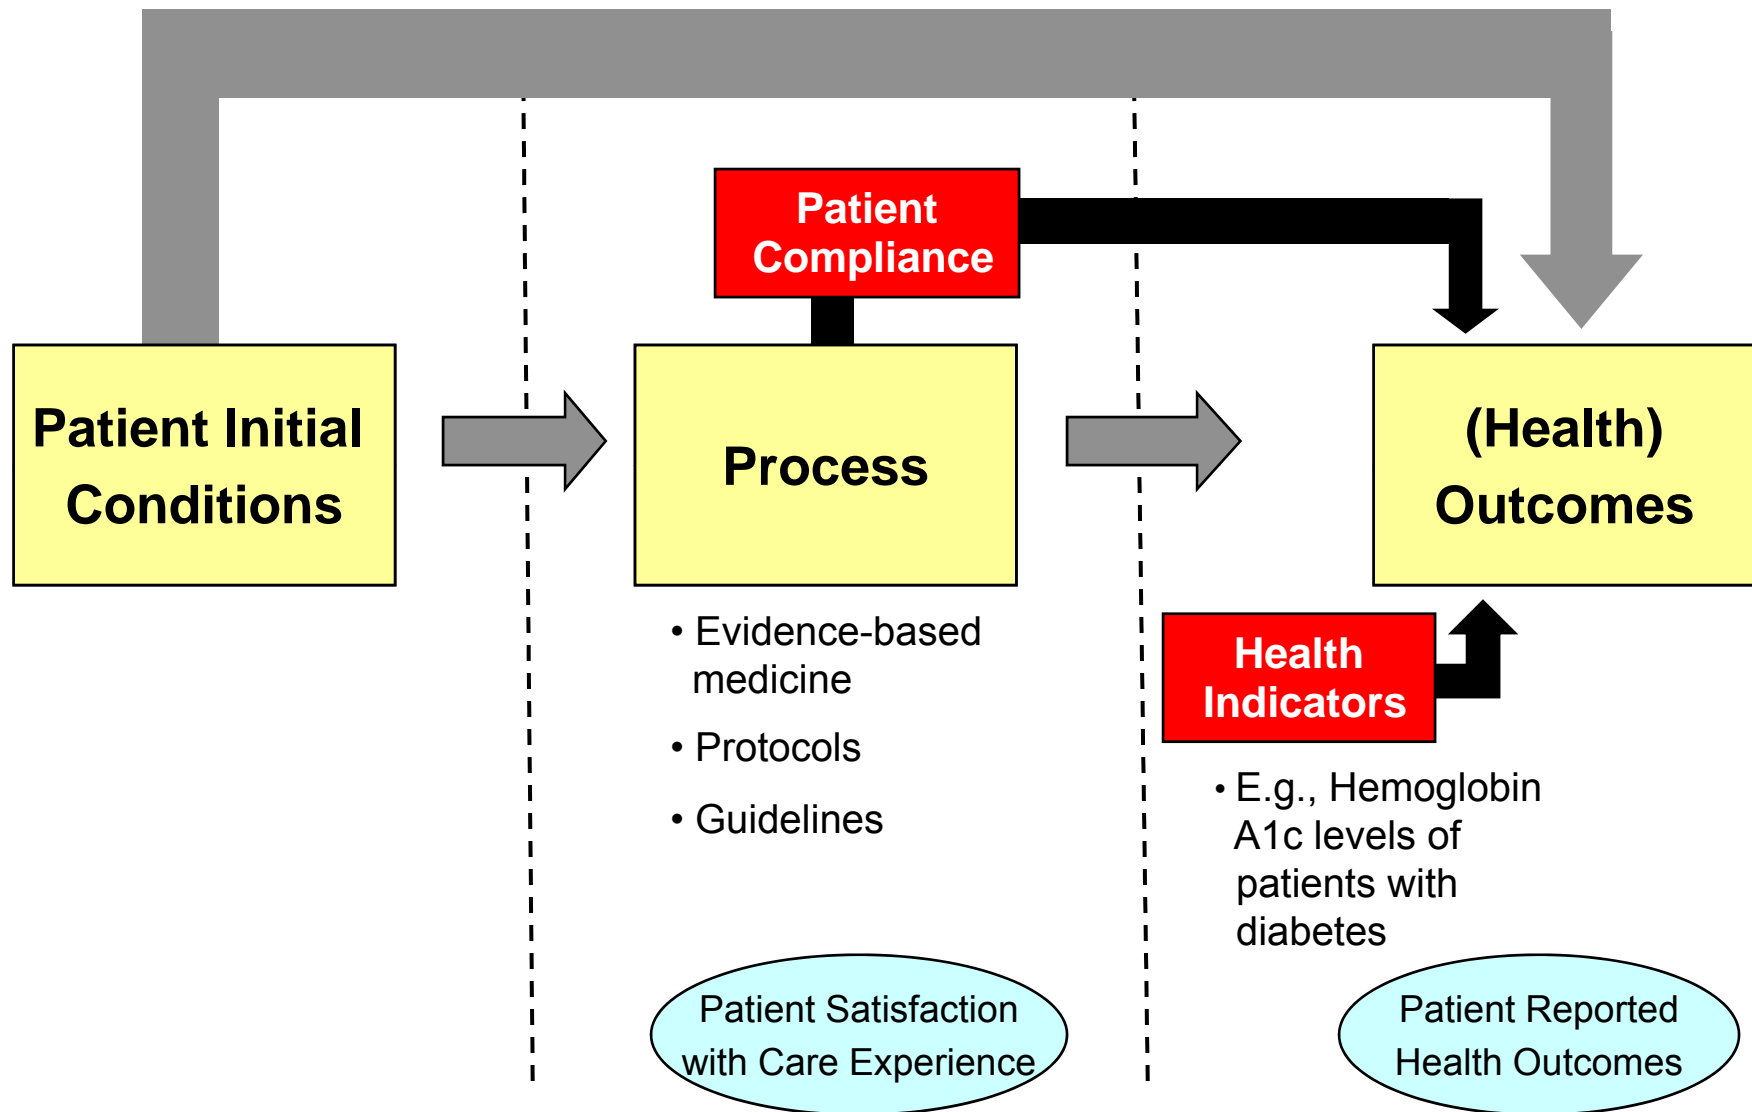 Patient
Compliance
Patient Initial
Conditions
Process
(Health)
Outcomes
• Evidence-based
medicine
• Protocols
• Guidelines
Health
Indicators
• E.g., Hemoglobin
A1c levels of
patients with
diabetes
Patient Satisfaction
with Care Experience
Patient Reported
Health Outcomes